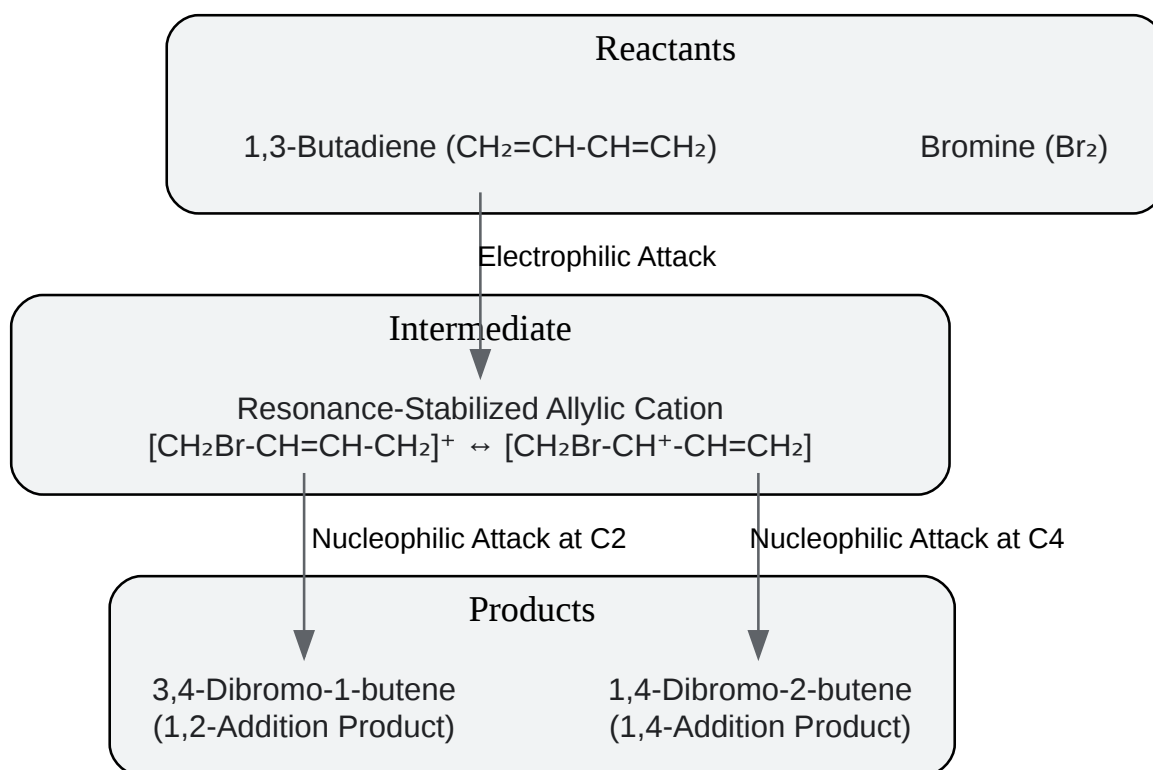 Reactants
1,3-Butadiene (CH₂=CH-CH=CH₂)
Bromine (Br₂)
Electrophilic Attack
Intermediate
Resonance-Stabilized Allylic Cation
[CH₂Br-CH=CH-CH₂]⁺ ↔ [CH₂Br-CH⁺-CH=CH₂]
Nucleophilic Attack at C2
Nucleophilic Attack at C4
Products
3,4-Dibromo-1-butene
(1,2-Addition Product)
1,4-Dibromo-2-butene
(1,4-Addition Product)